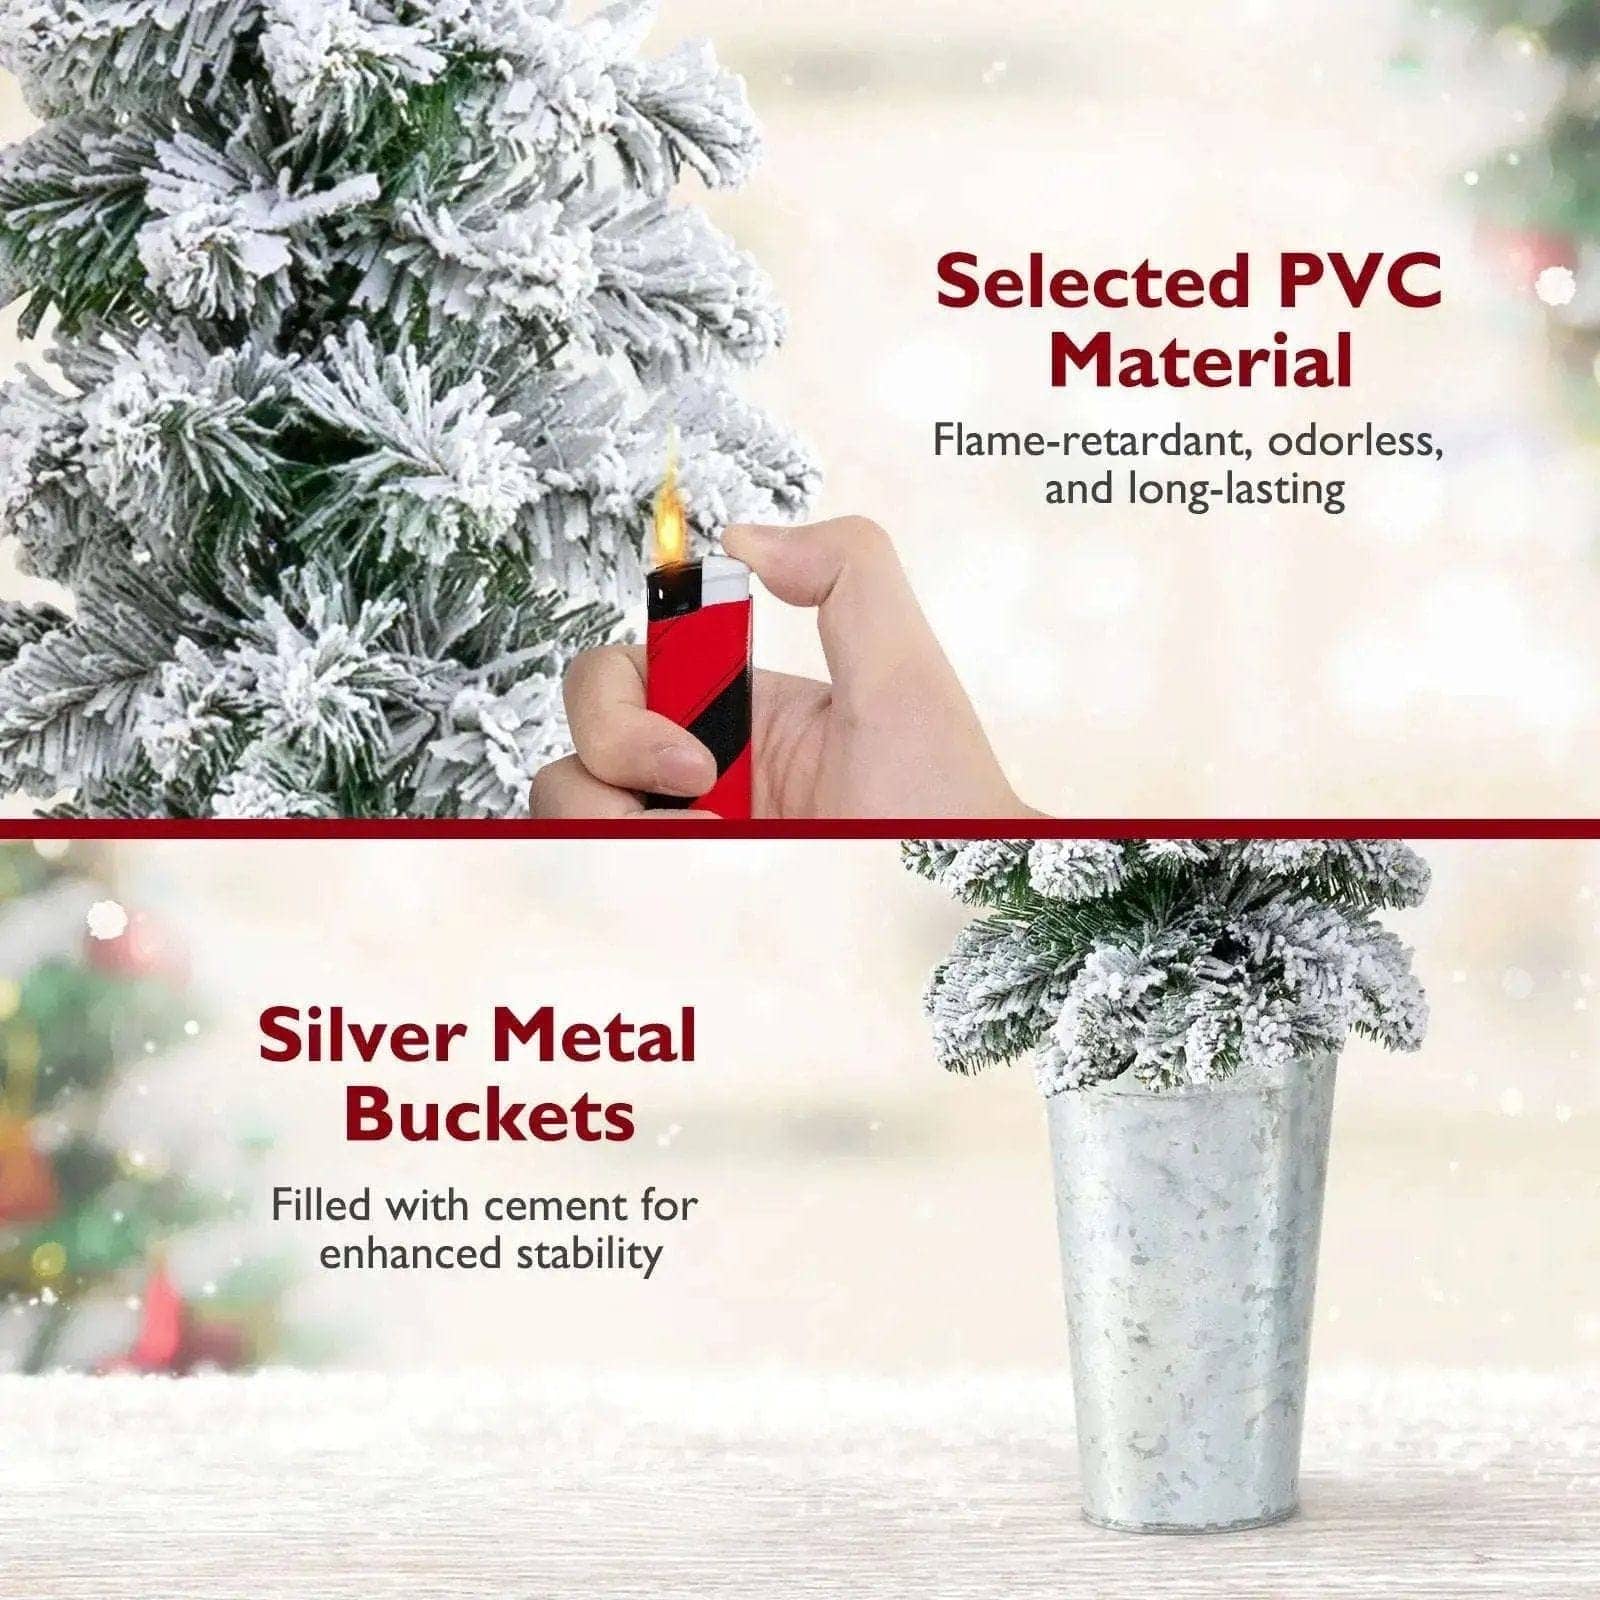 Selected PVC
Material
Flame-retardant, odorless,
and long-lasting
Silver Metal
Buckets
Filled with cement for
enhanced stability